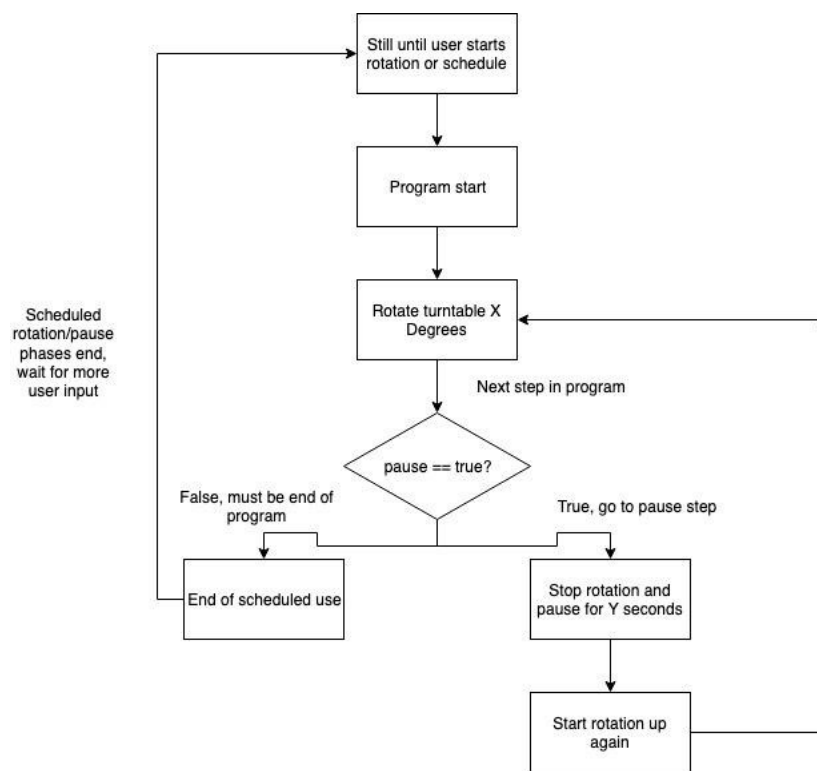 Still until user starts
rotation or schedule
Program start
Rotate turntable X
Degrees
Scheduled
rotation/pause
phases end,
wait for more
user input
Next step in program
pause == true?
False, must be end of
program
True, go to pause step
End of scheduled use
Stop rotation and
pause for Y seconds
Start rotation up
again